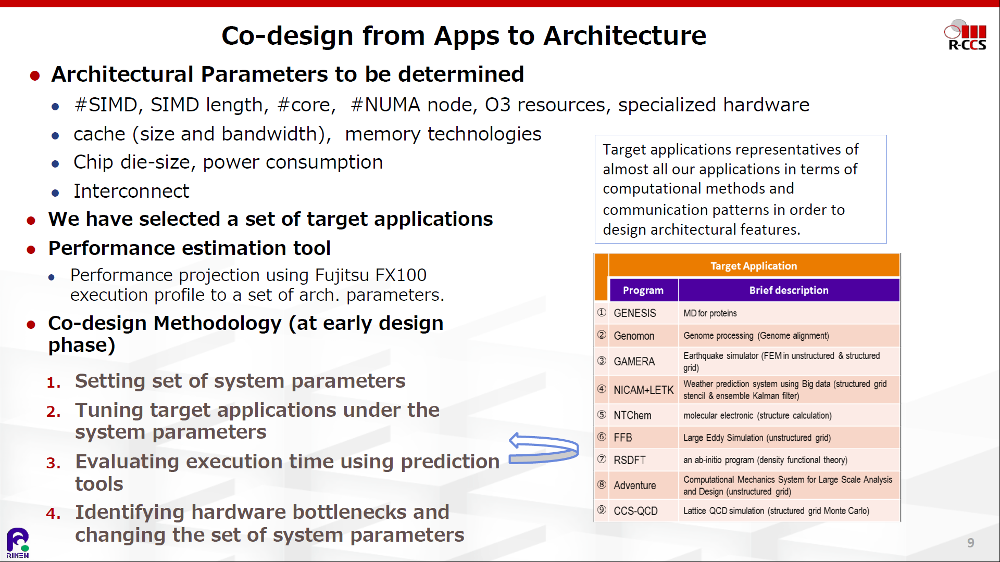 Co-design from Apps to Architecture
R-CCS
● Architectural Parameters to be determined
● #SIMD, SIMD length, #core, #NUMA node, O3 resources, specialized hardware
● cache (size and bandwidth), memory technologies
● Chip die-size, power consumption
● Interconnect
● We have selected a set of target applications
● Performance estimation tool
● Performance projection using Fujitsu FX100
execution profile to a set of arch. parameters.
● Co-design Methodology (at early design
phase)
1. Setting set of system parameters
2. Tuning target applications under the
system parameters
3. Evaluating execution time using prediction
tools
4. Identifying hardware bottlenecks and
changing the set of system parameters
Target applications representatives of
almost all our applications in terms of
computational methods and
communication patterns in order to
design architectural features.
Target Application
Program Brief description
① GENESIS MD for proteins
② Genomon Genome processing (Genome alignment)
③ GAMERA Earthquake simulator (FEM in unstructured & structured
grid)
④ NICAM+LETK Weather prediction system using Big data (structured grid
stencil & ensemble Kalman filter)
⑤ NTChem molecular electronic (structure calculation)
⑥ FFB Large Eddy Simulation (unstructured grid)
⑦ RSDFT an ab-initio program (density functional theory)
⑧ Adventure Computational Mechanics System for Large Scale Analysis
and Design (unstructured grid)
⑨ CCS-QCD Lattice QCD simulation (structured grid Monte Carlo)
RIKEN
9